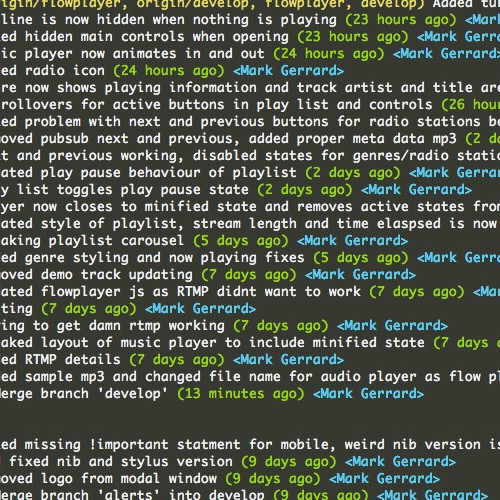 igin/flowplayer, origin/develop, flowplayer, develop) Added tun
line is now hidden when nothing is playing (23 hours ago) <Mark
ed hidden main controls when opening (23 hours ago) <Mark Gerra
ic player now animates in and out (24 hours ago) <Mark Gerrard>
ed radio icon (24 hours ago) <Mark Gerrard>
re now shows playing information and track artist and title are
rollovers for active buttons in play list and controls (26 hour
ed problem with next and previous buttons for radio stations be
oved pubsub next and previous, added proper meta data mp3 (2 da
t and previous working, disabled states for genres/radio statio
dated play pause behaviour of playlist (2 days ago) <Mark Gerra
y list toggles play pause state (2 days ago) <Mark Gerrard>
yer now closes to minified state and removes active states from
ated style of playlist, stream length and time elaspsed is now
aking playlist carousel (5 days ago) <Mark Gerrard>
ed genre styling and now playing fixes (5 days ago) <Mark Gerra
oved demo track updating (7 days ago) <Mark Gerrard>
dated flowplayer js as RTMP didnt want to work (7 days ago) <Ma
ting (7 days ago) <Mark Gerrard>
ing to get damn rtmp working (7 days ago) <Mark Gerrard>
aked layout of music player to include minified state (7 days a
ed RTMP details (7 days ago) <Mark Gerrard>
ed sample mp3 and changed file name for audio player as flow pl
erge branch 'develop' (13 minutes ago) <Mark Gerrard>
ed missing !important statment for mobile, weird nib version is
fixed nib and stylus version (9 days ago) <Mark Gerrard>
oved logo from modal window (9 days ago) <Mark Gerrard>
erge branch 'alerts' into develop (9 days ago) <Mark Gerrard>